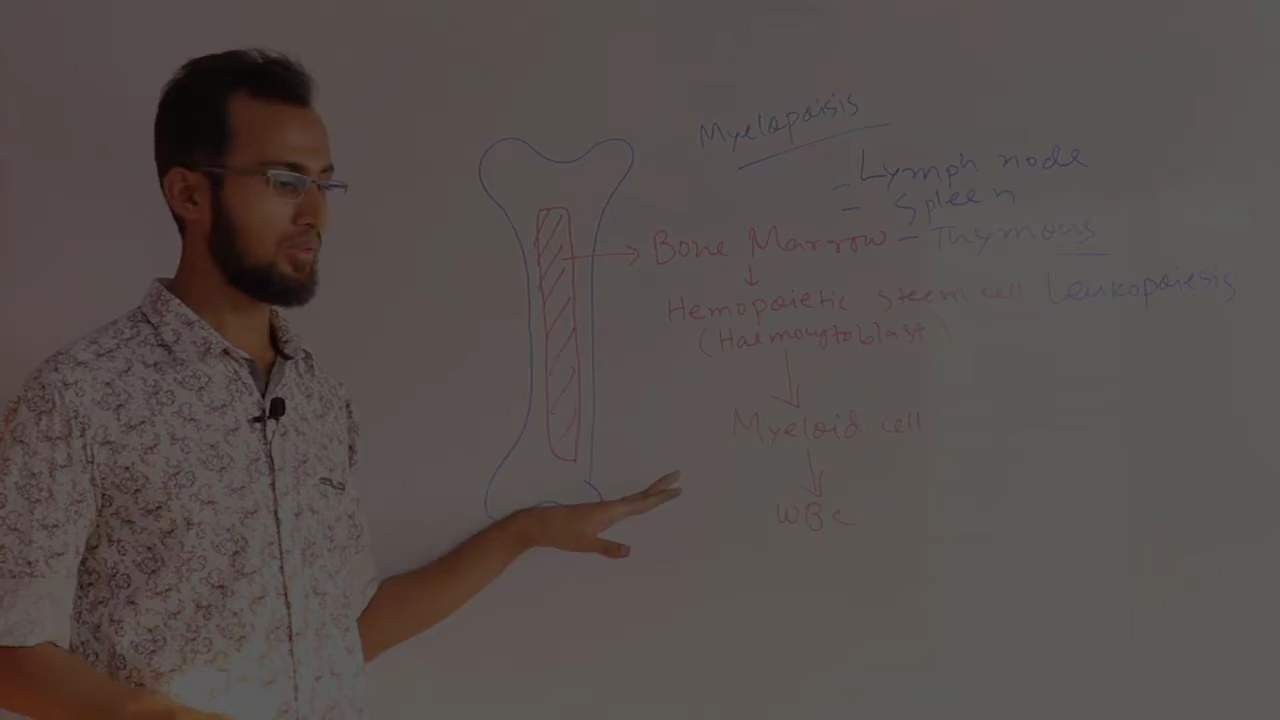 Myelopoisis
- Lymph node
- Spleen
Bone Marrow - Thymous
Hemopoietic steem cell Leukopoiesis
(Haemocytoblast)
Myeloid cell
WBC